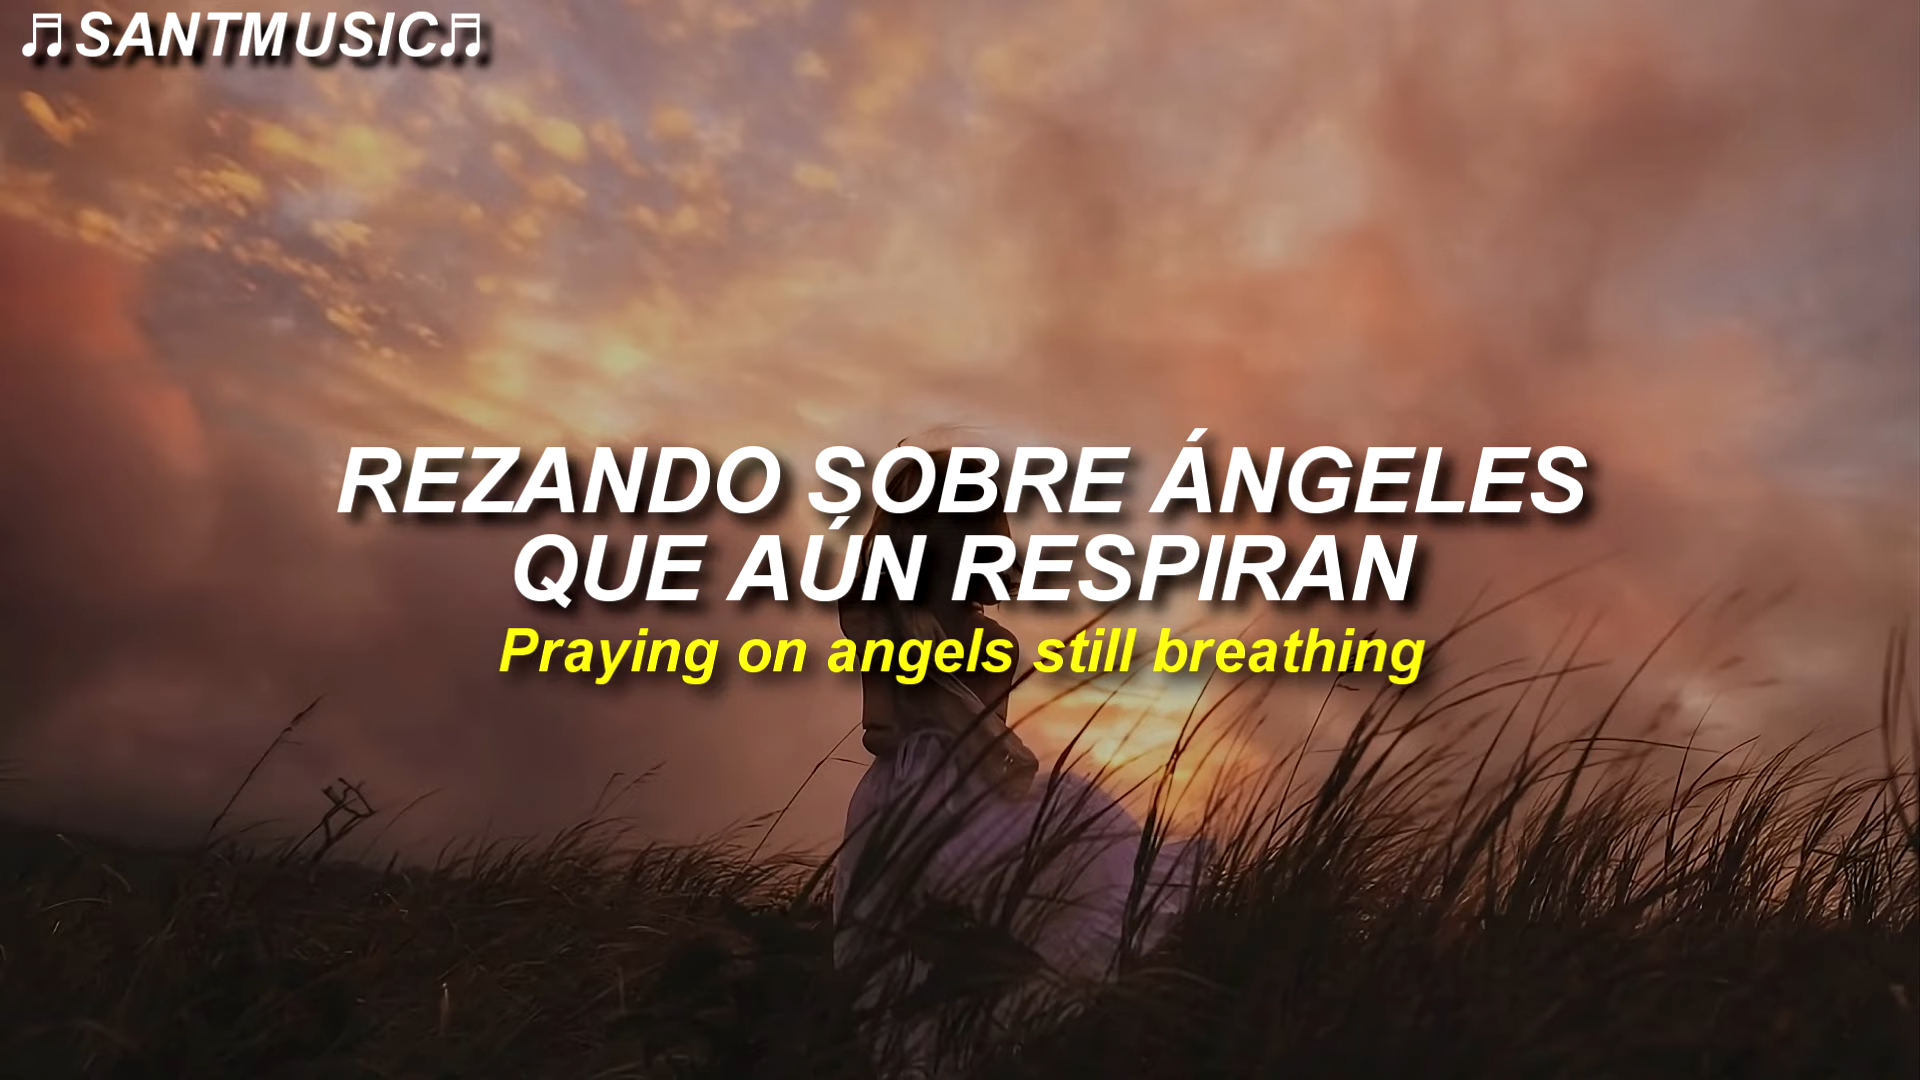 ♬SANTMUSIC♬
REZANDO SOBRE ÁNGELES
QUE AÚN RESPIRAN
Praying on angels still breathing